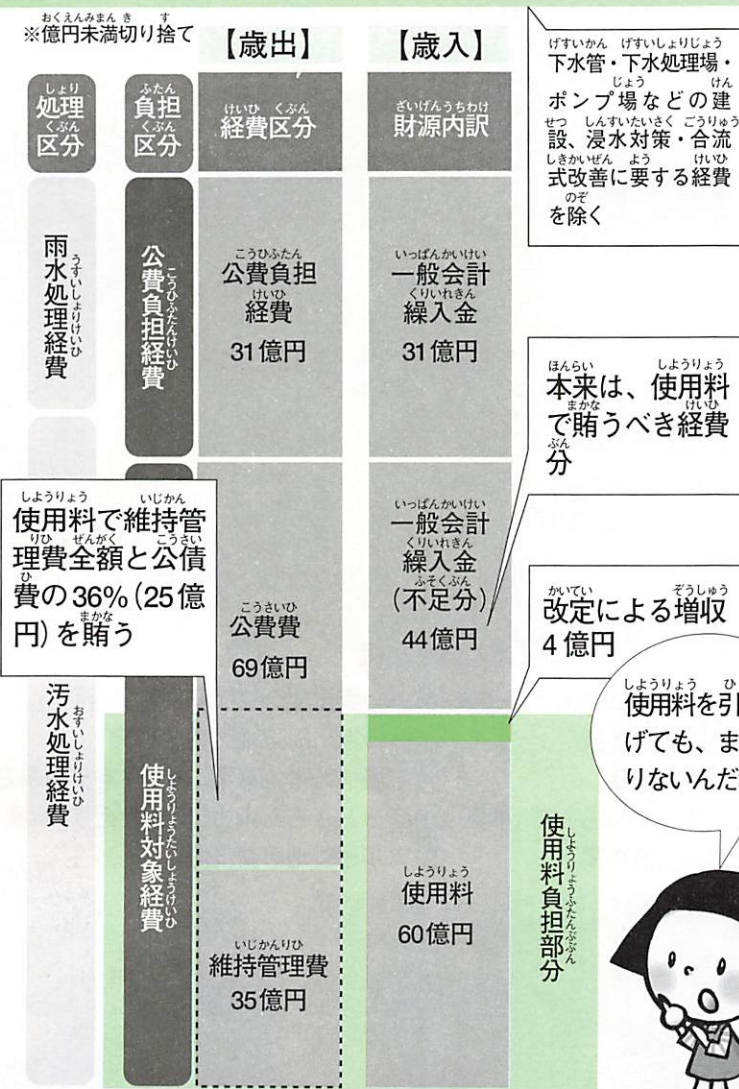 ※億円未満切り捨て
【歳出】
【歳入】
処理
区分
負担
区分
経費区分
財源内訳
下水管・下水処理場・
ポンプ場などの建
設、浸水対策・合流
式改善に要する経費
を除く
雨水処理経費
公費負担経費
公費負担
経費
31億円
一般会計
繰入金
31億円
本来は、使用料
で賄うべき経費
分
使用料で維持管
理費全額と公債
費の36%(25億
円)を賄う
公費費
69億円
一般会計
繰入金
(不足分)
44億円
改定による増収
4億円
使用料を引
げても、ま
りないんだ
汚水処理経費
使用料対象経費
維持管理費
35億円
使用料
60億円
使用料負担部分